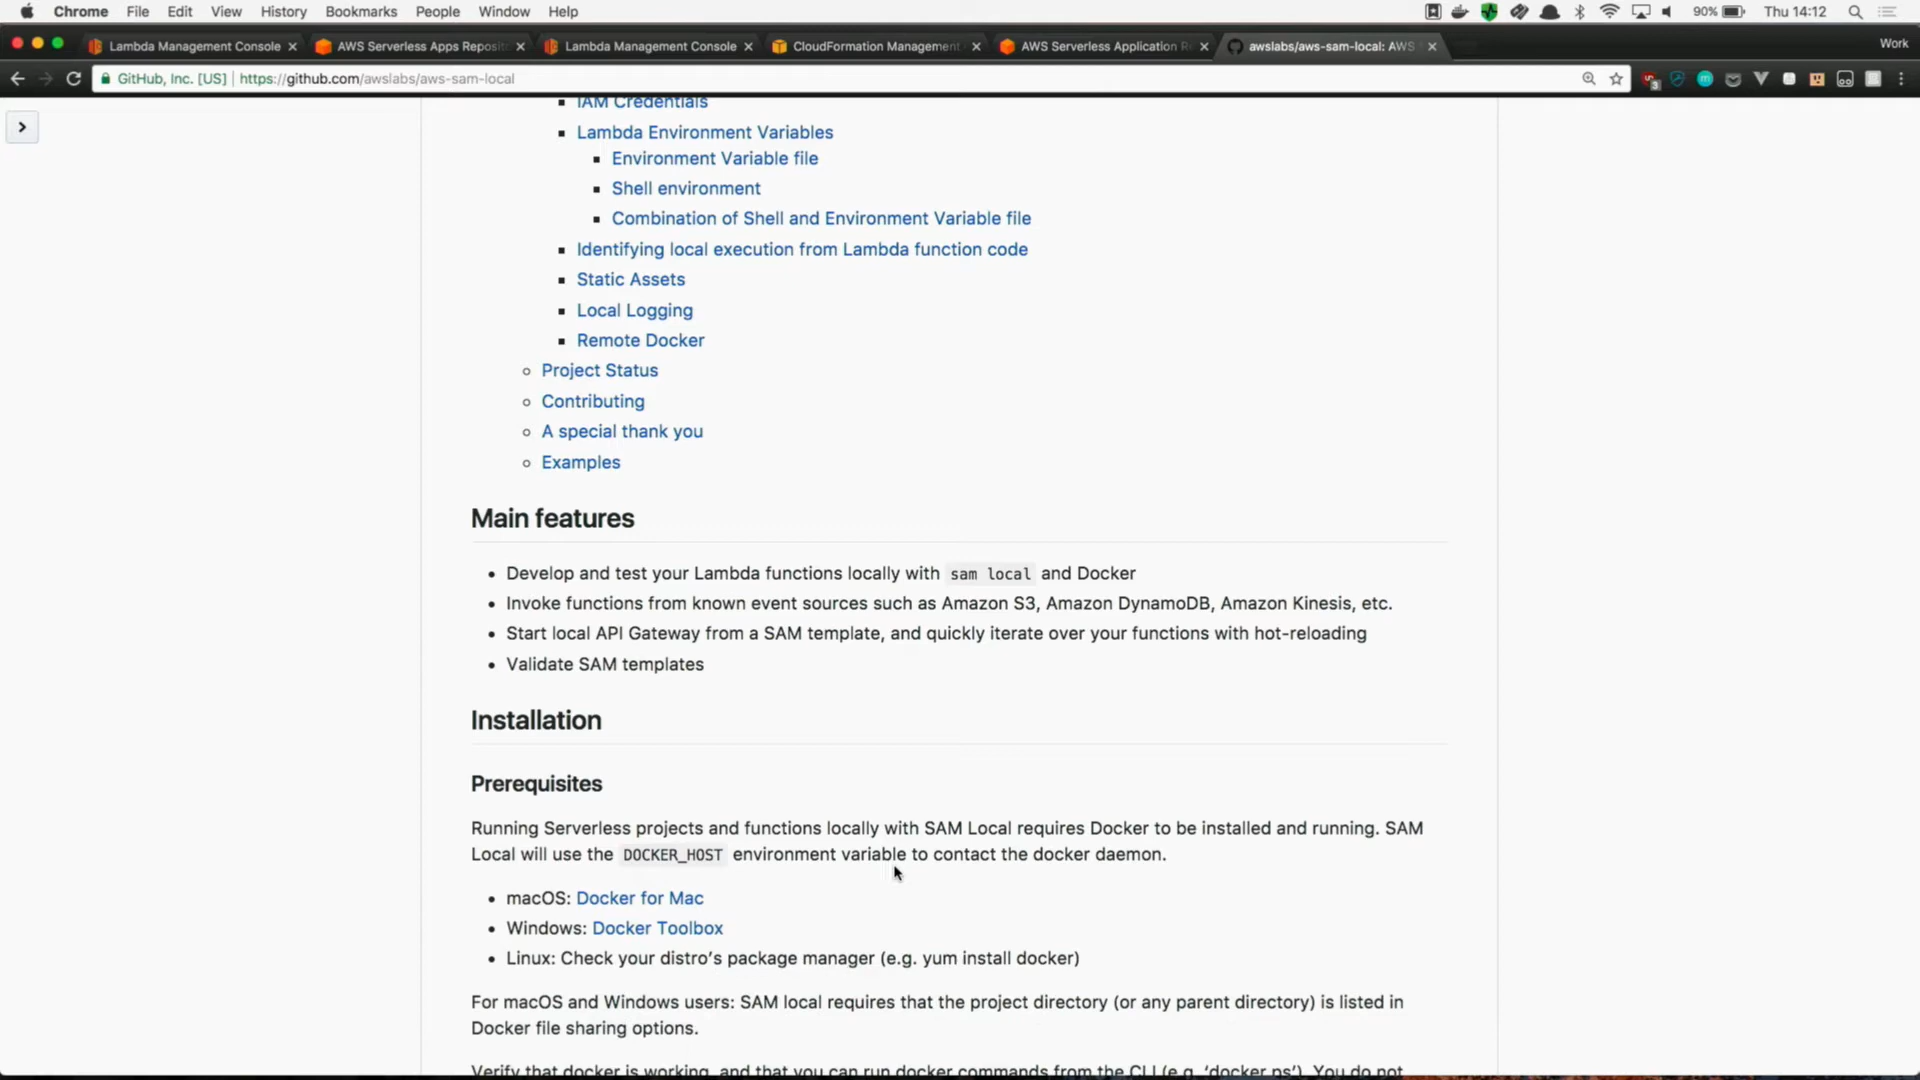 Chrome File Edit View History Bookmarks People Window Help 90% Thu 14:12
Lambda Management Console AWS Serverless Apps Reposit Lambda Management Console CloudFormation Management AWS Serverless Application R awslabs/aws-sam-local: AWS Work
GitHub, Inc. [US] | https://github.com/awslabs/aws-sam-local
IAM Credentials
Lambda Environment Variables
Environment Variable file
Shell environment
Combination of Shell and Environment Variable file
Identifying local execution from Lambda function code
Static Assets
Local Logging
Remote Docker
Project Status
Contributing
A special thank you
Examples
Main features
Develop and test your Lambda functions locally with sam local and Docker
Invoke functions from known event sources such as Amazon S3, Amazon DynamoDB, Amazon Kinesis, etc.
Start local API Gateway from a SAM template, and quickly iterate over your functions with hot-reloading
Validate SAM templates
Installation
Prerequisites
Running Serverless projects and functions locally with SAM Local requires Docker to be installed and running. SAM
Local will use the DOCKER_HOST environment variable to contact the docker daemon.
macOS: Docker for Mac
Windows: Docker Toolbox
Linux: Check your distro’s package manager (e.g. yum install docker)
For macOS and Windows users: SAM local requires that the project directory (or any parent directory) is listed in
Docker file sharing options.
Verify that docker is working, and that you can run docker commands from the CLI (e.g. ‘docker ps’). You do not